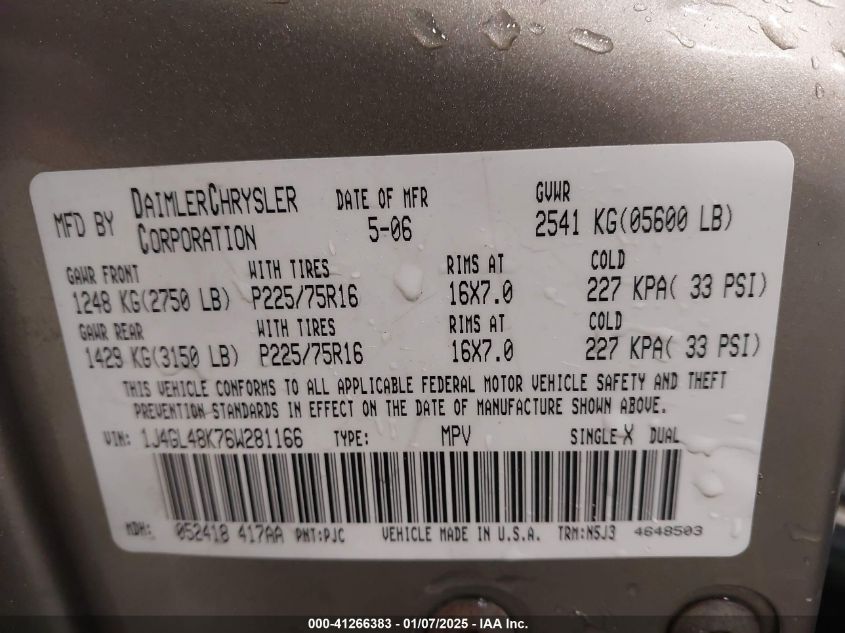 MFD BY DAIMLERCHRYSLER CORPORATION DATE OF MFR 5-06 GVWR 2541 KG(05600 LB)
GAWR FRONT WITH TIRES RIMS AT COLD
1248 KG(2750 LB) P225/75R16 16X7.0 227 KPA( 33 PSI)
GAWR REAR WITH TIRES RIMS AT COLD
1429 KG(3150 LB) P225/75R16 16X7.0 227 KPA( 33 PSI)
THIS VEHICLE CONFORMS TO ALL APPLICABLE FEDERAL MOTOR VEHICLE SAFETY AND THEFT
PREVENTION STANDARDS IN EFFECT ON THE DATE OF MANUFACTURE SHOWN ABOVE.
VIN: 1J4GL48K76W281166 TYPE: MPV SINGLE-X DUAL
MDH: 052418 417AA PNT:PJC VEHICLE MADE IN U.S.A. TRM:N5J3 4648503
000-41266383 - 01/07/2025 - IAA Inc.